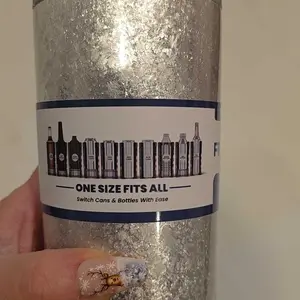 ONE SIZE FITS ALL
Switch Cans & Bottles With Ease
F